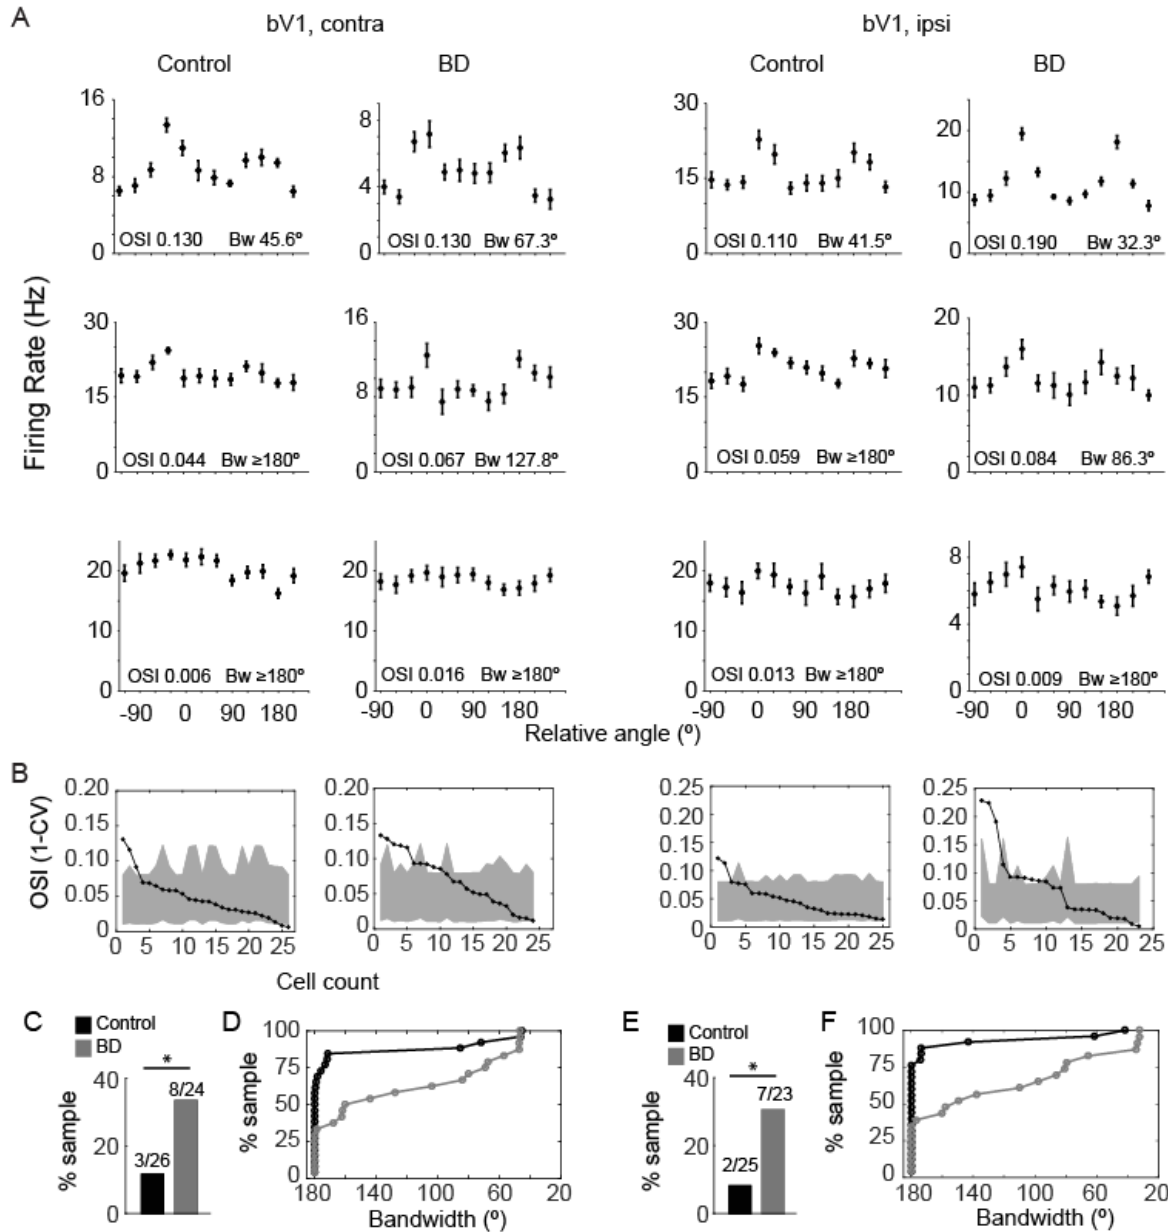 A
bV1, contra
bV1, ipsi
Control
BD
Control
BD
Firing Rate (Hz)
16
8
0
OSI 0.130 Bw 45.6º
8
4
0
OSI 0.130 Bw 67.3º
30
15
0
OSI 0.110 Bw 41.5º
20
10
0
OSI 0.190 Bw 32.3º
30
15
0
OSI 0.044 Bw ≥180º
16
8
0
OSI 0.067 Bw 127.8º
30
15
0
OSI 0.059 Bw ≥180º
20
10
0
OSI 0.084 Bw 86.3º
20
10
0
OSI 0.006 Bw ≥180º
-90 0 90 180
20
10
0
OSI 0.016 Bw ≥180º
-90 0 90 180
20
10
0
OSI 0.013 Bw ≥180º
-90 0 90 180
8
4
0
OSI 0.009 Bw ≥180º
-90 0 90 180
Relative angle (º)
B
OSI (1-CV)
0.20
0.15
0.10
0.05
0
0 5 10 15 20 25
0.20
0.15
0.10
0.05
0
0 5 10 15 20 25
0.25
0.20
0.15
0.10
0.05
0
0 5 10 15 20 25
0.25
0.20
0.15
0.10
0.05
0
0 5 10 15 20 25
Cell count
C
Control
BD
*
% sample
40
20
0
3/26
8/24
D
% sample
100
75
50
25
0
180 140 100 60 20
Bandwidth (º)
E
Control
BD
*
% sample
40
20
0
2/25
7/23
F
% sample
100
75
50
25
0
180 140 100 60 20
Bandwidth (º)